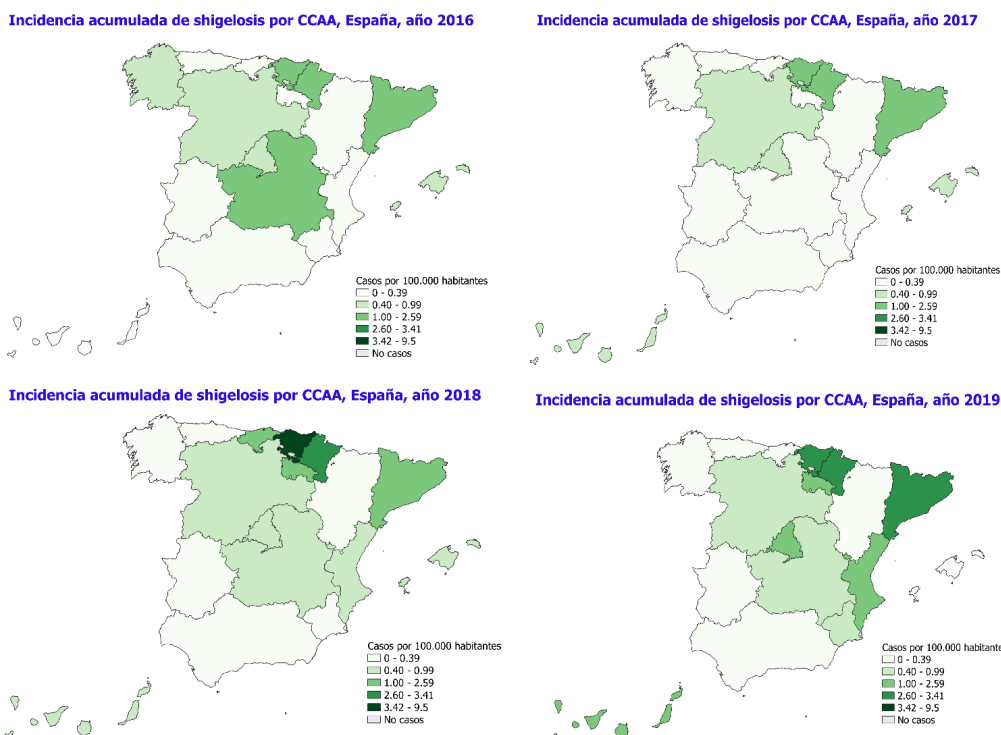 Incidencia acumulada de shigelosis por CCAA, España, año 2016
Casos por 100.000 habitantes
0 - 0.39
0.40 - 0.99
1.00 - 2.59
2.60 - 3.41
3.42 - 9.5
No casos
Incidencia acumulada de shigelosis por CCAA, España, año 2017
Casos por 100.000 habitantes
0 - 0.39
0.40 - 0.99
1.00 - 2.59
2.60 - 3.41
3.42 - 9.5
No casos
Incidencia acumulada de shigelosis por CCAA, España, año 2018
Casos por 100.000 habitantes
0 - 0.39
0.40 - 0.99
1.00 - 2.59
2.60 - 3.41
3.42 - 9.5
No casos
Incidencia acumulada de shigelosis por CCAA, España, año 2019
Casos por 100.000 habitante
0 - 0.39
0.40 - 0.99
1.00 - 2.59
2.60 - 3.41
3.42 - 9.5
No casos